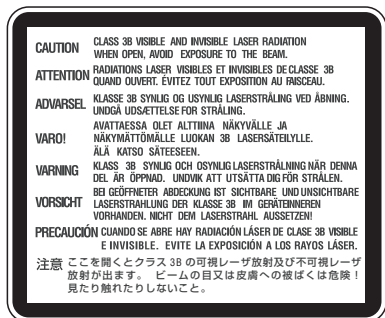 CAUTION CLASS 3B VISIBLE AND INVISIBLE LASER RADIATION
WHEN OPEN, AVOID EXPOSURE TO THE BEAM.
ATTENTION RADIATIONS LASER VISIBLES ET INVISIBLES DE CLASSE 3B
QUAND OUVERT. ÉVITEZ TOUT EXPOSITION AU FAISCEAU.
ADVARSEL KLASSE 3B SYNLIG OG USYNLIG LASERSTRÅLING VED ÅBNING.
UNDGÅ UDSÆTTELSE FOR STRÅLING.
VARO! AVATTAESSA OLET ALTTIINA NÄKYVÄLLE JA
NÄKYMÄTTÖMÄLLE LUOKAN 3B LASERSÄTEILYLLE.
ÄLÄ KATSO SÄTEESEEN.
VARNING KLASS 3B SYNLIG OCH OSYNLIG LASERSTRÅLNING NÄR DENNA
DEL ÄR ÖPPNAD. UNDVIK ATT UTSÄTTA DIG FÖR STRÅLEN.
VORSICHT BEI GEÖFFNETER ABDECKUNG IST SICHTBARE UND UNSICHTBARE
LASERSTRAHLUNG DER KLASSE 3B IM GERÄTEINNEREN
VORHANDEN. NICHT DEM LASERSTRAHL AUSSETZEN!
PRECAUCIÓN CUANDO SE ABRE HAY RADIACIÓN LÁSER DE CLASE 3B VISIBLE
E INVISIBLE. EVITE LA EXPOSICIÓN A LOS RAYOS LÁSER.
注意 ここを開くとクラス 3B の可視レーザ放射及び不可視レーザ
放射が出ます。 ビームの目又は皮膚への被ばくは危険！
見たり触れたりしないこと。